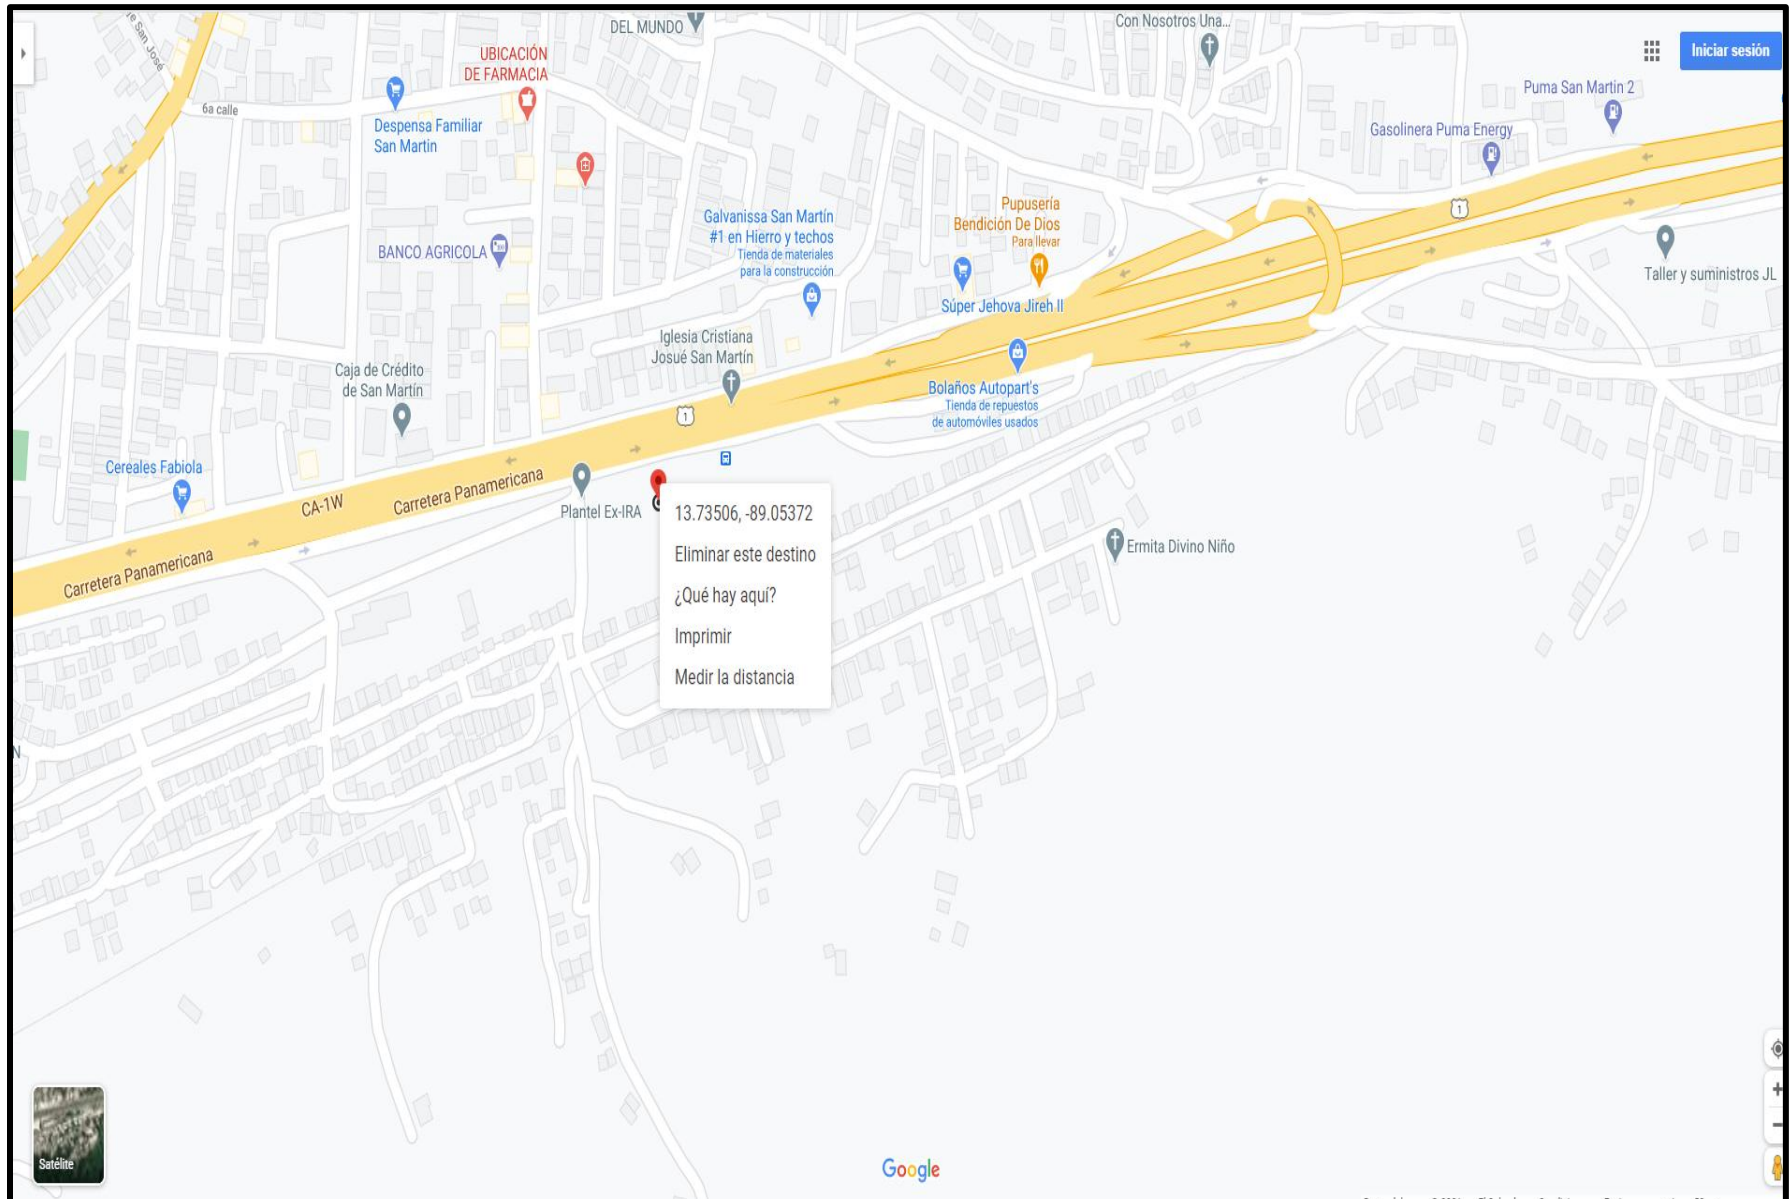 DEL MUNDO
Con Nosotros Una...
Iniciar sesión
UBICACIÓN
DE FARMACIA
Puma San Martin 2
6a calle
Despensa Familiar
San Martin
Gasolinera Puma Energy
Galvanissa San Martín
#1 en Hierro y techos
Tienda de materiales
para la construcción
Pupusería
Bendición De Dios
Para llevar
BANCO AGRICOLA
1
Taller y suministros JL
Súper Jehova Jireh II
Iglesia Cristiana
Josué San Martín
Caja de Crédito
de San Martín
Bolaños Autopart's
Tienda de repuestos
de automóviles usados
1
Cereales Fabiola
CA-1W
Carretera Panamericana
Plantel Ex-IRA
Carretera Panamericana
13.73506, -89.05372
Eliminar este destino
¿Qué hay aquí?
Imprimir
Medir la distancia
Ermita Divino Niño
N
Satélite
Google